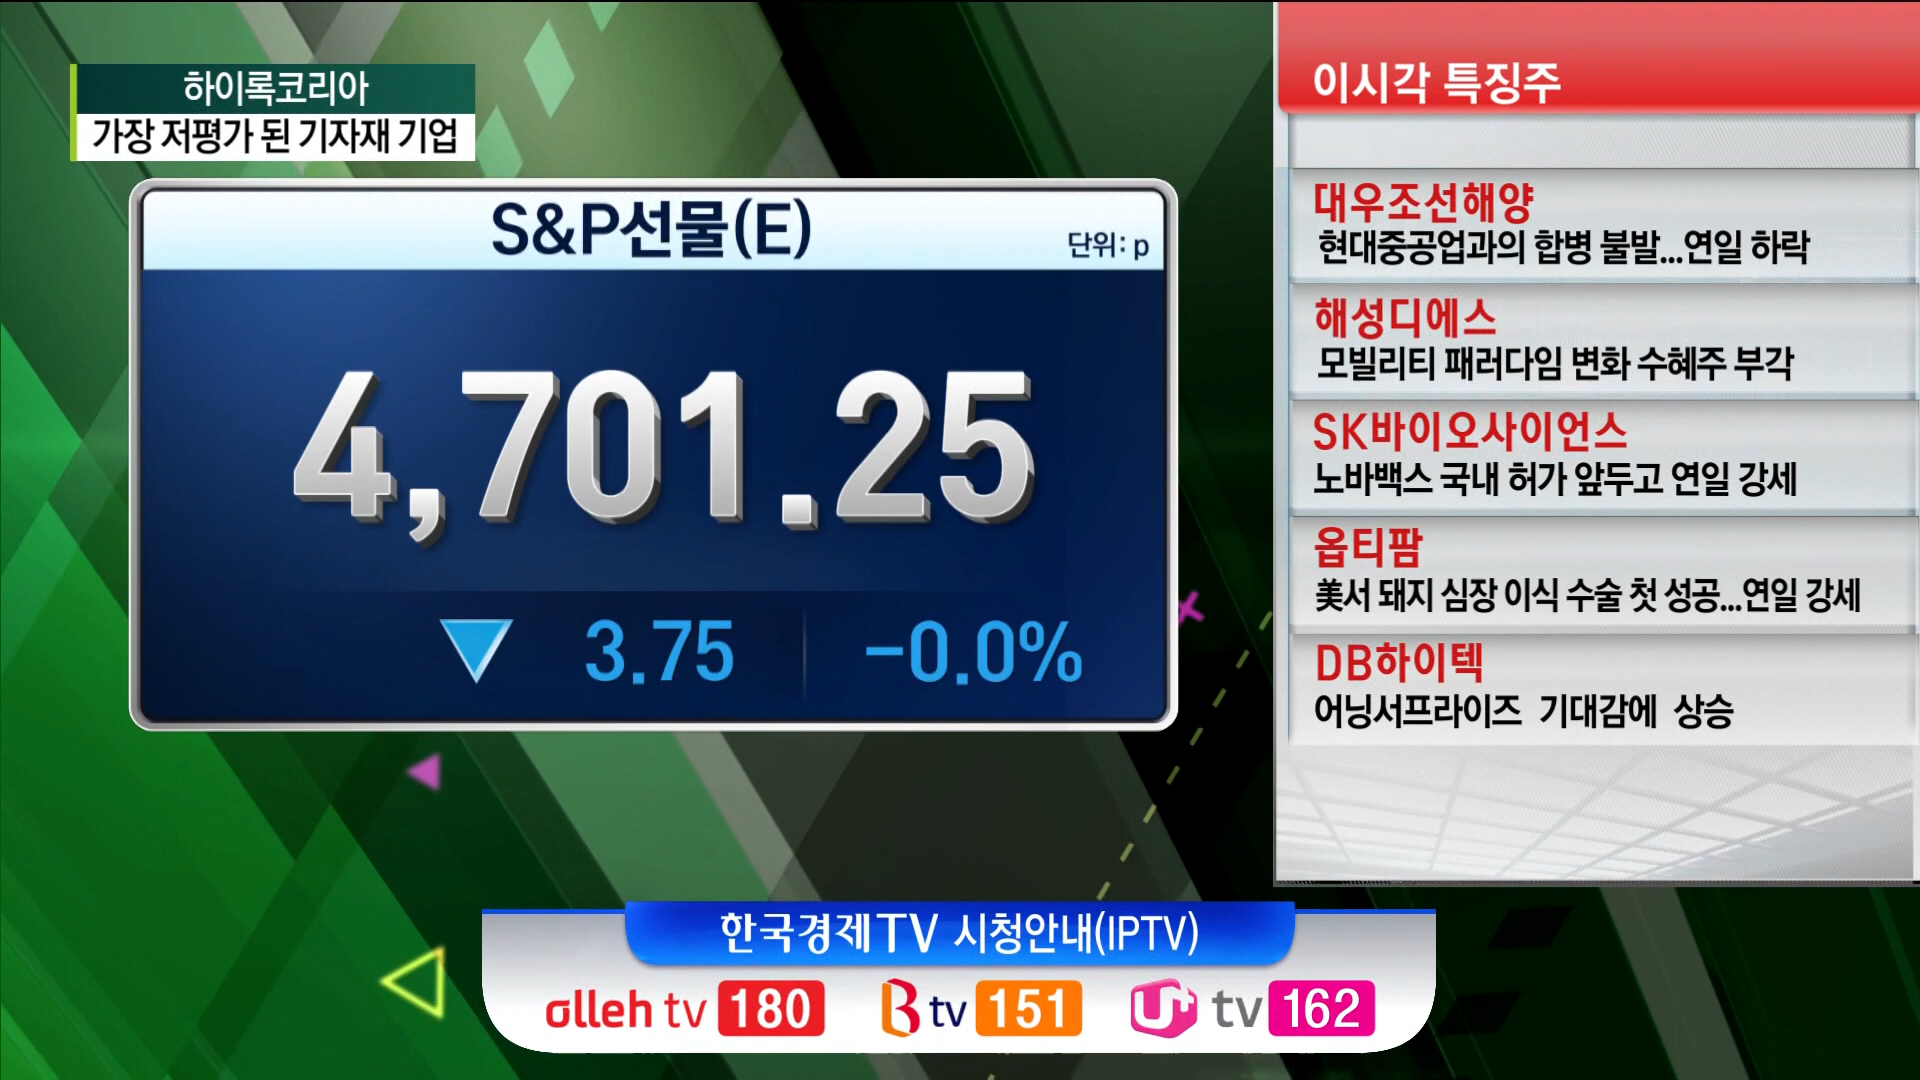 하이록코리아
가장 저평가 된 기자재 기업
S&P선물(E)
단위: p
4,701.25
▼ 3.75 -0.0%
이시각 특징주
대우조선해양
현대중공업과의 합병 불발...연일 하락
해성디에스
모빌리티 패러다임 변화 수혜주 부각
SK바이오사이언스
노바백스 국내 허가 앞두고 연일 강세
옵티팜
美서 돼지 심장 이식 수술 첫 성공...연일 강세
DB하이텍
어닝서프라이즈 기대감에 상승
한국경제TV 시청안내(IPTV)
olleh tv 180 B tv 151 U+ tv 162